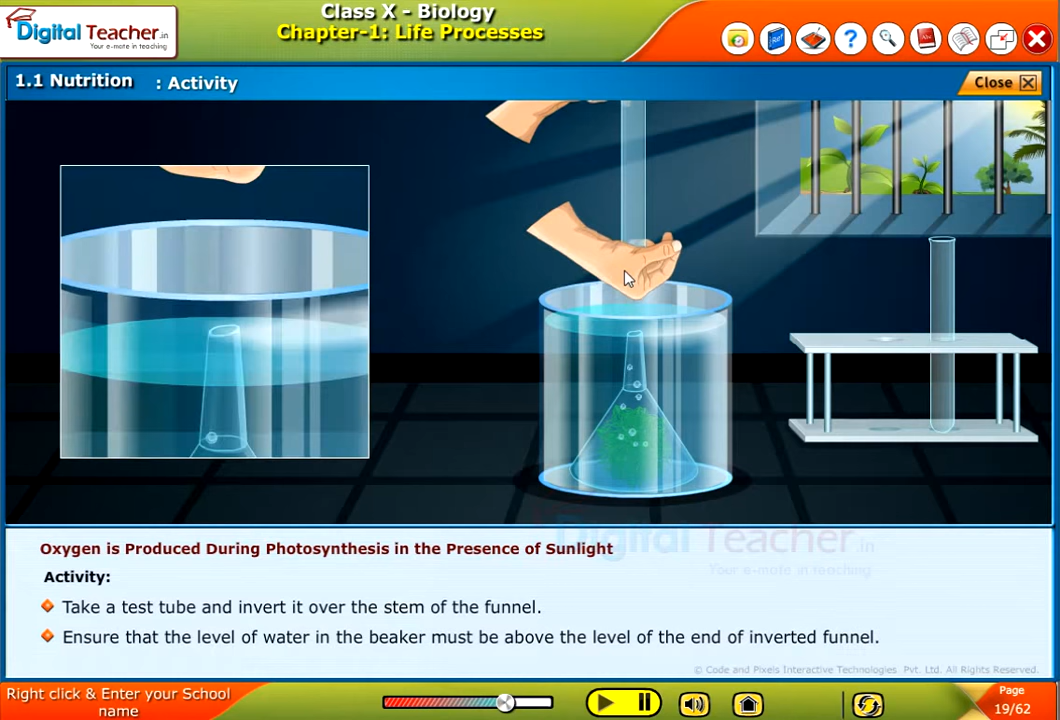 Digital Teacher.in
Your e-mate in teaching
Class X - Biology
Chapter-1: Life Processes
Ref
?
Abc
1.1 Nutrition : Activity
Close
Oxygen is Produced During Photosynthesis in the Presence of Sunlight
Digital Teacher.in
Your e-mate in teaching
Activity:
Take a test tube and invert it over the stem of the funnel.
Ensure that the level of water in the beaker must be above the level of the end of inverted funnel.
© Code and Pixels Interactive Technologies. Pvt. Ltd. All Rights Reserved.
Right click & Enter your School
name
Page
19/62